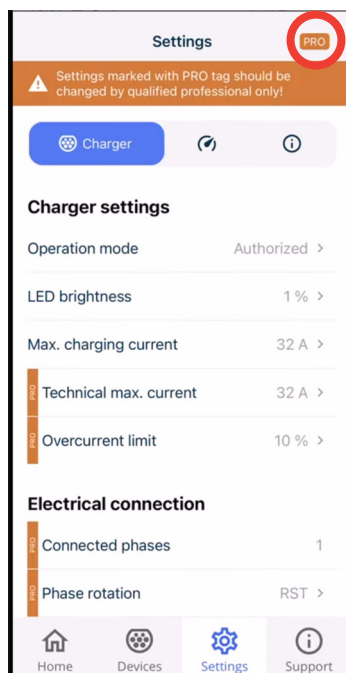 Settings
PRO
Settings marked with PRO tag should be
changed by qualified professional only!
Charger
Charger settings
Operation mode Authorized >
LED brightness 1 % >
Max. charging current 32 A >
PRO Technical max. current 32 A >
PRO Overcurrent limit 10 % >
Electrical connection
PRO Connected phases 1
PRO Phase rotation RST >
Home Devices Settings Support